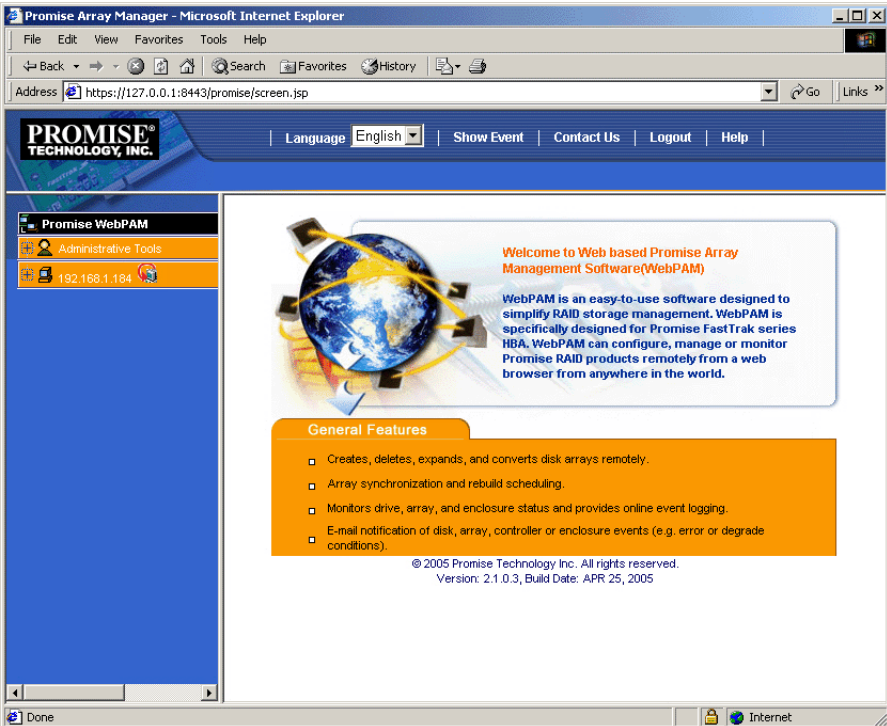 Promise Array Manager - Microsoft Internet Explorer
File Edit View Favorites Tools Help
Back Search Favorites History
Address https://127.0.0.1:8443/promise/screen.jsp Go Links »
PROMISE®
TECHNOLOGY, INC.
| Language English | Show Event | Contact Us | Logout | Help |
Promise WebPAM
Administrative Tools
192.168.1.184
Welcome to Web based Promise Array
Management Software(WebPAM)
WebPAM is an easy-to-use software designed to
simplify RAID storage management. WebPAM is
specifically designed for Promise FastTrak series
HBA. WebPAM can configure, manage or monitor
Promise RAID products remotely from a web
browser from anywhere in the world.
General Features
Creates, deletes, expands, and converts disk arrays remotely.
Array synchronization and rebuild scheduling.
Monitors drive, array, and enclosure status and provides online event logging.
E-mail notification of disk, array, controller or enclosure events (e.g. error or degrade
conditions).
© 2005 Promise Technology Inc. All rights reserved.
Version: 2.1.0.3, Build Date: APR 25, 2005
Done Internet